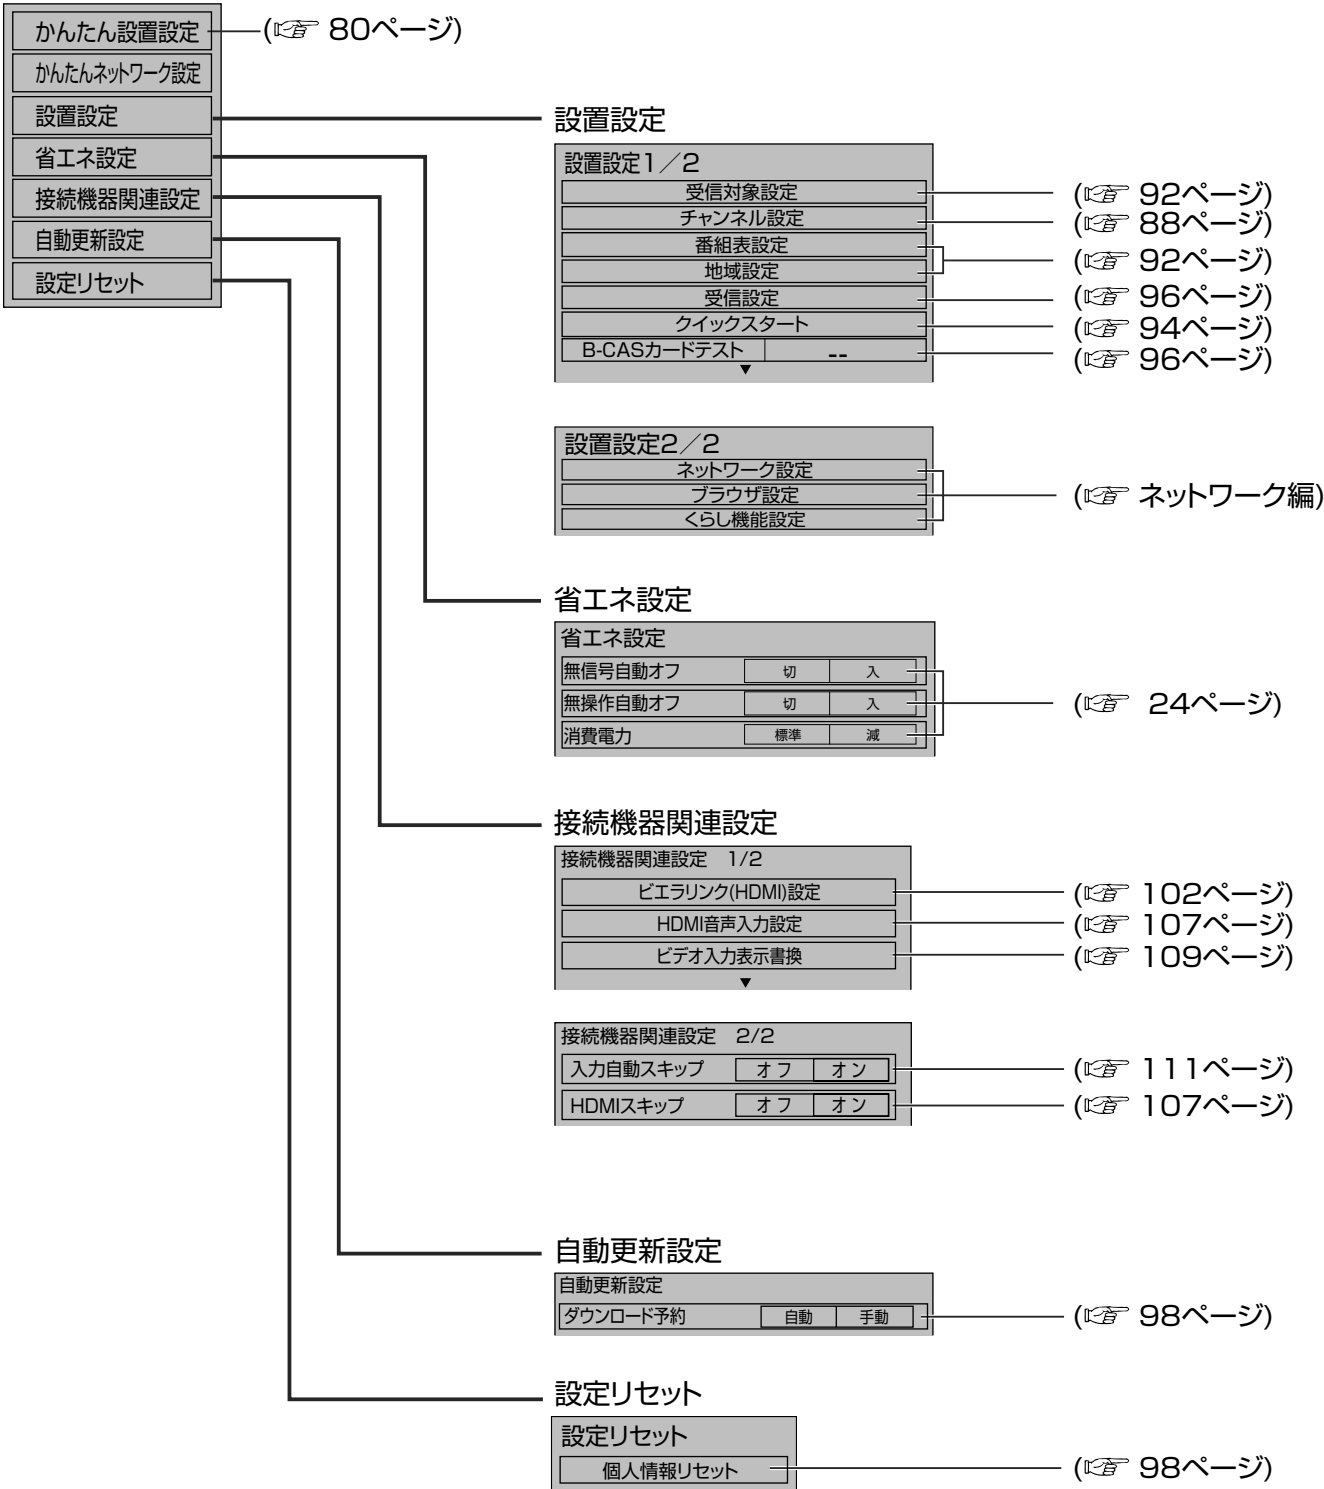 かんたん設置設定 (☞ 80ページ)
かんたんネットワーク設定
設置設定
省エネ設定
接続機器関連設定
自動更新設定
設定リセット
設置設定
設置設定1／2
受信対象設定 (☞ 92ページ)
チャンネル設定 (☞ 88ページ)
番組表設定
地域設定 (☞ 92ページ)
受信設定 (☞ 96ページ)
クイックスタート (☞ 94ページ)
B-CASカードテスト -- (☞ 96ページ)
▼
設置設定2／2
ネットワーク設定
ブラウザ設定 (☞ ネットワーク編)
くらし機能設定
省エネ設定
省エネ設定
無信号自動オフ 切 入
無操作自動オフ 切 入 (☞ 24ページ)
消費電力 標準 減
接続機器関連設定
接続機器関連設定 1/2
ビエラリンク(HDMI)設定 (☞ 102ページ)
HDMI音声入力設定 (☞ 107ページ)
ビデオ入力表示書換 (☞ 109ページ)
▼
接続機器関連設定 2/2
入力自動スキップ オフ オン (☞ 111ページ)
HDMIスキップ オフ オン (☞ 107ページ)
自動更新設定
自動更新設定
ダウンロード予約 自動 手動 (☞ 98ページ)
設定リセット
設定リセット
個人情報リセット (☞ 98ページ)